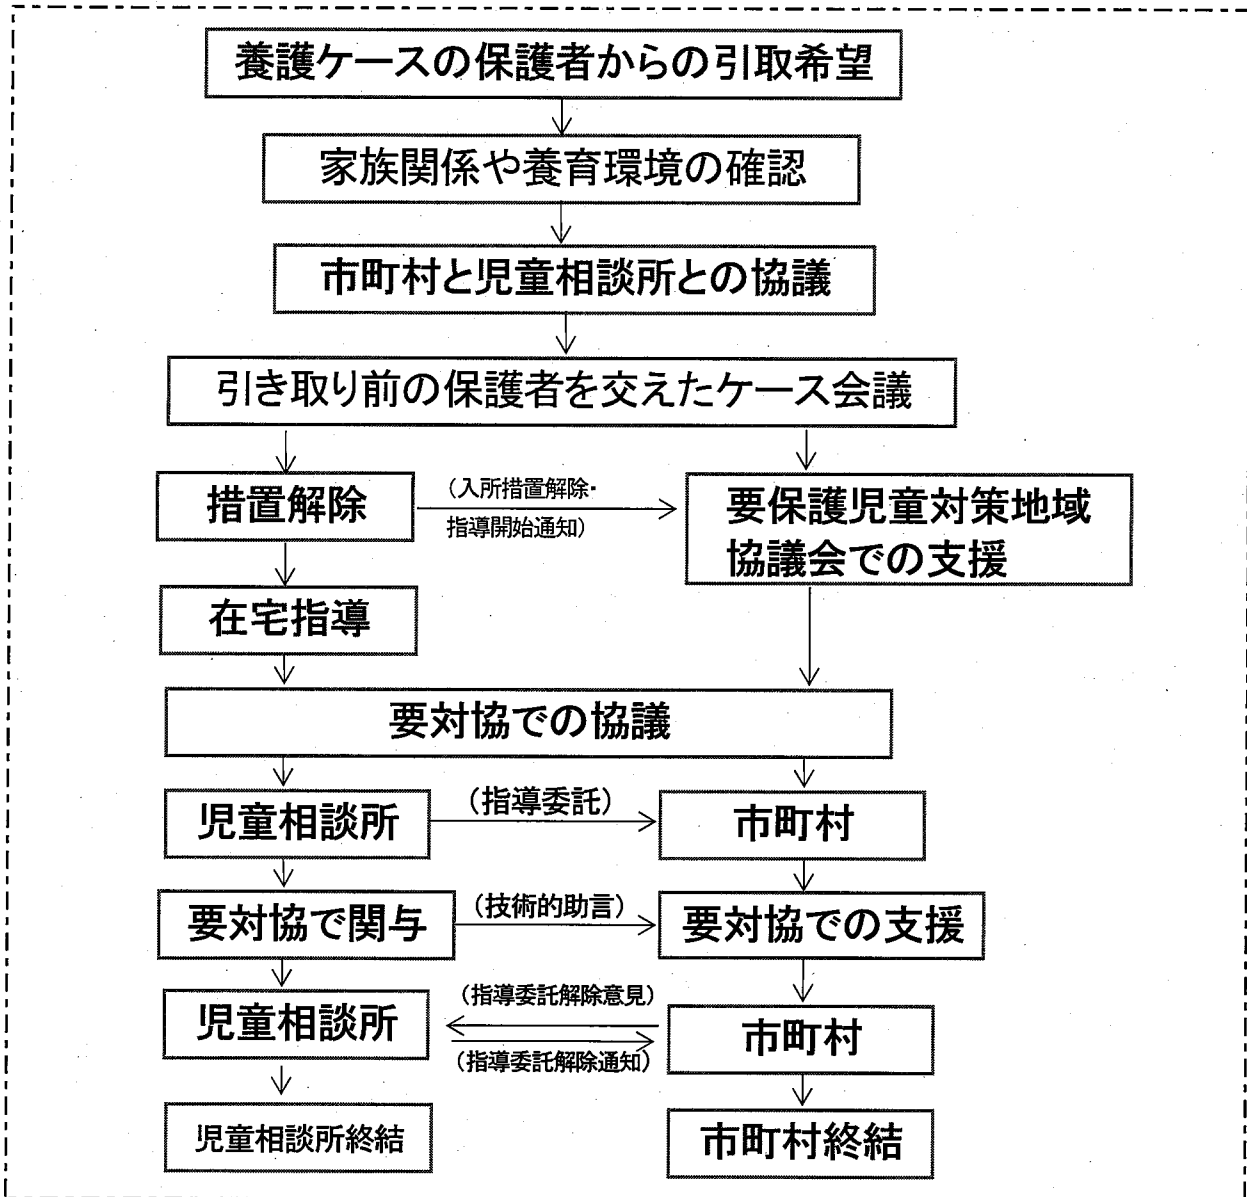 養護ケースの保護者からの引取希望
家族関係や養育環境の確認
市町村と児童相談所との協議
引き取り前の保護者を交えたケース会議
措置解除
（入所措置解除・
指導開始通知）
要保護児童対策地域
協議会での支援
在宅指導
要対協での協議
児童相談所
（指導委託）
市町村
要対協で関与
（技術的助言）
要対協での支援
児童相談所
（指導委託解除意見）
（指導委託解除通知）
市町村
児童相談所終結
市町村終結